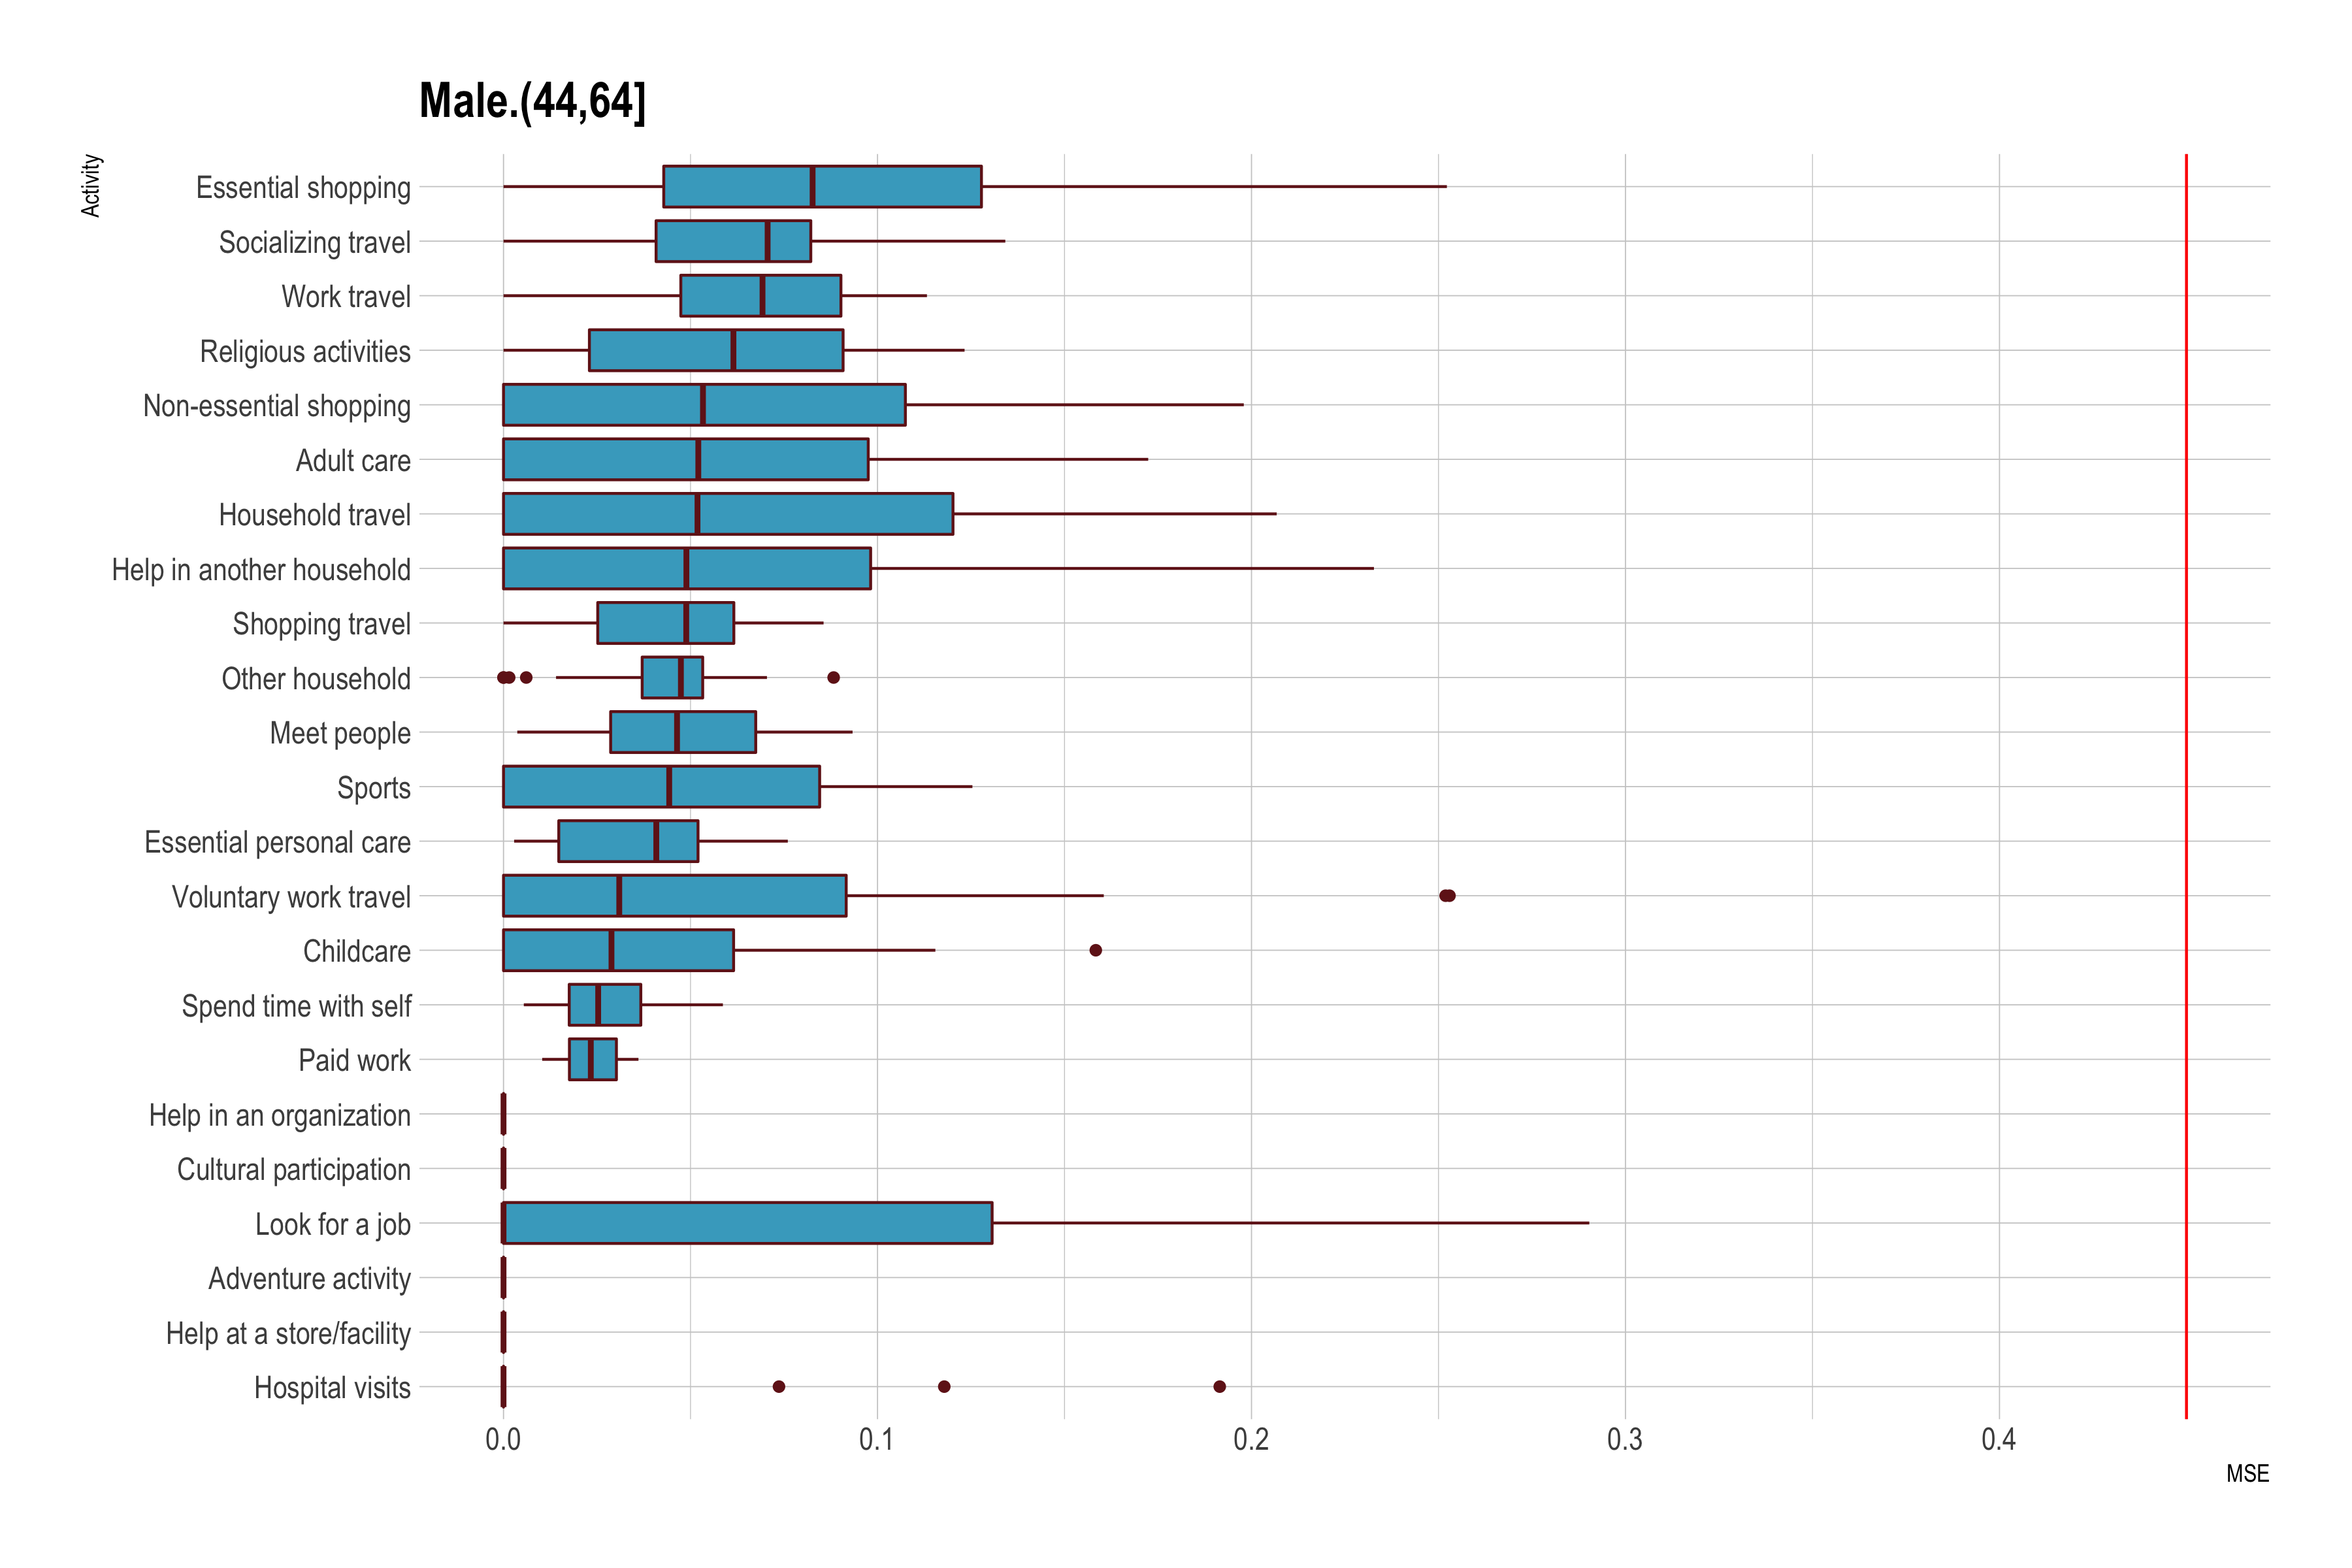 Male.(44,64]
Activity
Essential shopping
Socializing travel
Work travel
Religious activities
Non-essential shopping
Adult care
Household travel
Help in another household
Shopping travel
Other household
Meet people
Sports
Essential personal care
Voluntary work travel
Childcare
Spend time with self
Paid work
Help in an organization
Cultural participation
Look for a job
Adventure activity
Help at a store/facility
Hospital visits
0.0 0.1 0.2 0.3 0.4
MSE